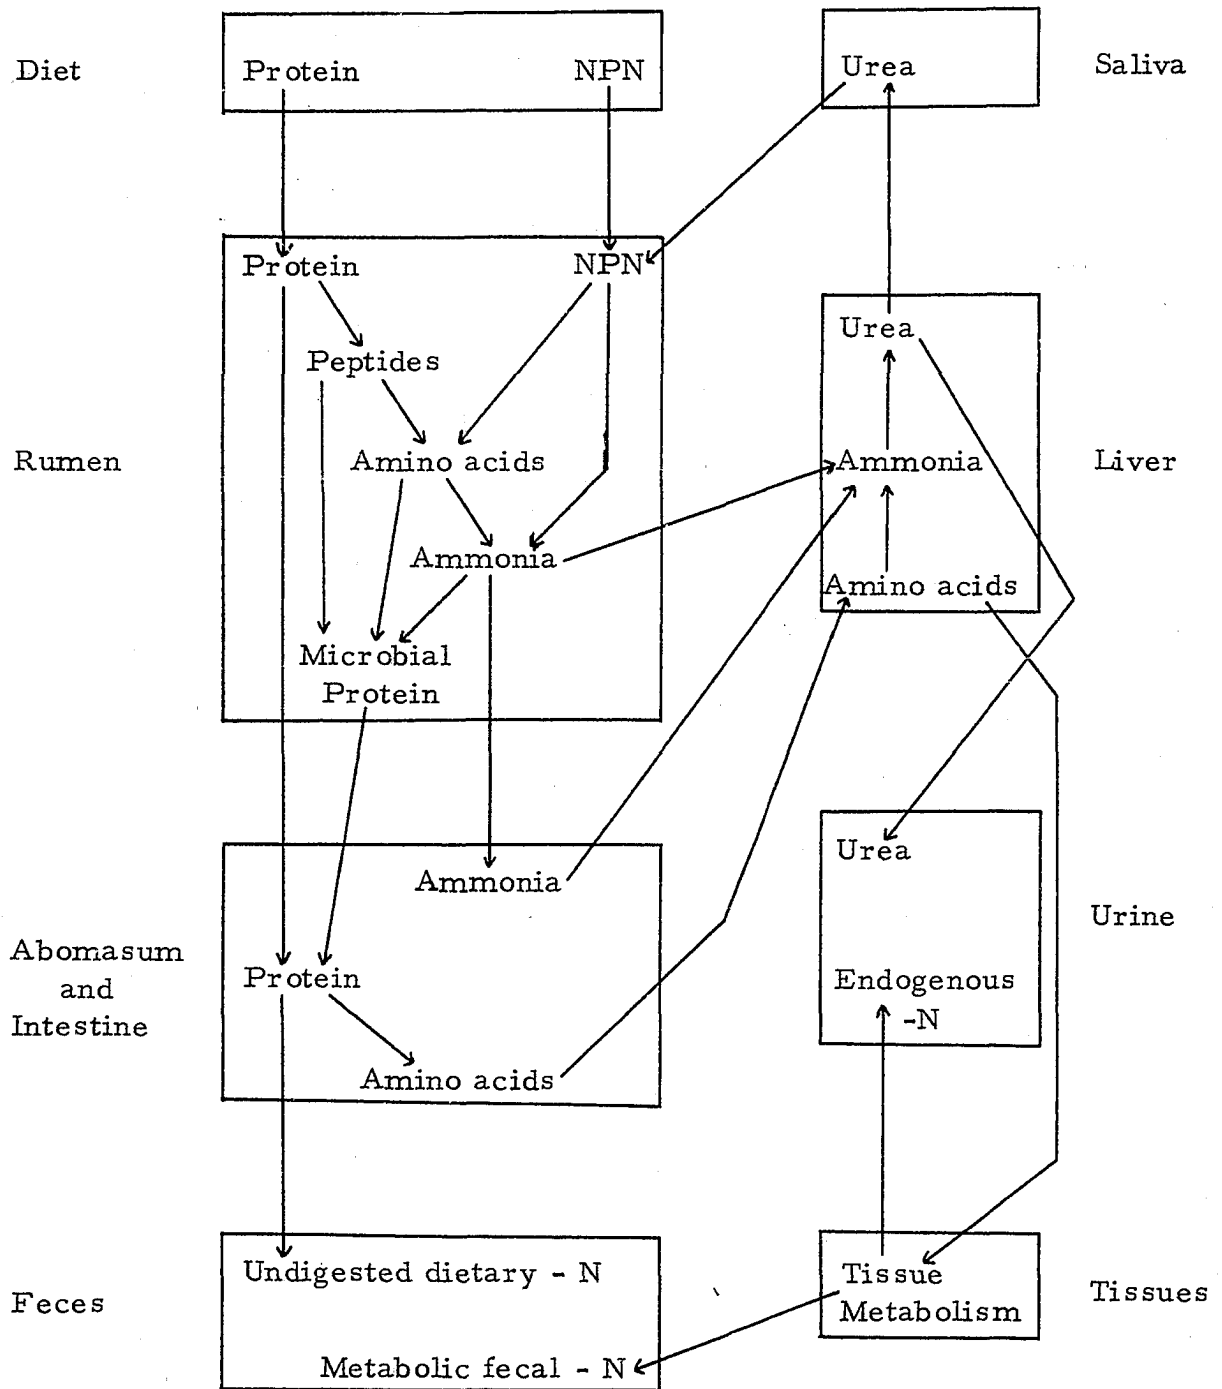 Diet
Protein
NPN
Urea
Saliva
Protein
NPN
Peptides
Rumen
Amino acids
Ammonia
Microbial
Protein
Urea
Ammonia
Liver
Amino acids
Abomasum
and
Intestine
Ammonia
Protein
Amino acids
Urea
Urine
Endogenous
-N
Feces
Undigested dietary - N
Metabolic fecal - N
Tissue
Metabolism
Tissues